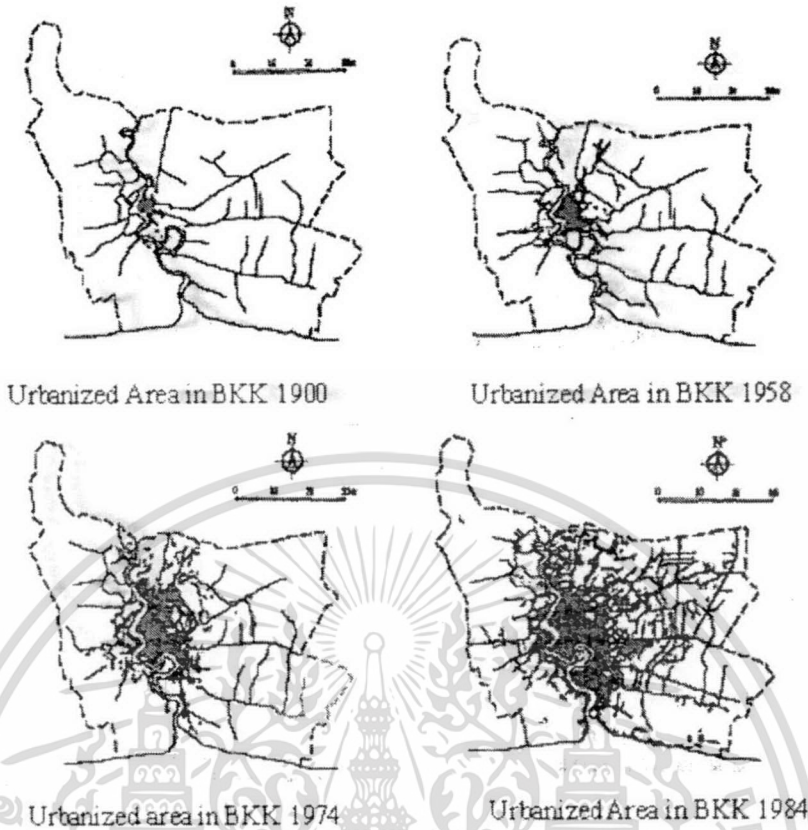 N
N
Urbanized Area in BKK 1900
Urbanized Area in BKK 1958
N
N
Urbanized area in BKK 1974
Urbanized Area in BKK 1984